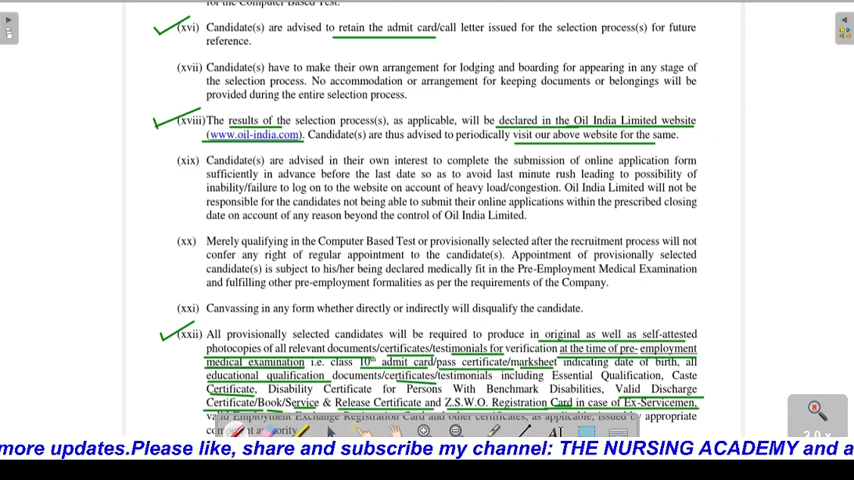 for the Computer Based Test.
(xvi) Candidate(s) are advised to retain the admit card/call letter issued for the selection process(s) for future
reference.
(xvii) Candidate(s) have to make their own arrangement for lodging and boarding for appearing in any stage of
the selection process. No accommodation or arrangement for keeping documents or belongings will be
provided during the entire selection process.
(xviii) The results of the selection process(s), as applicable, will be declared in the Oil India Limited website
(www.oil-india.com). Candidate(s) are thus advised to periodically visit our above website for the same.
(xix) Candidate(s) are advised in their own interest to complete the submission of online application form
sufficiently in advance before the last date so as to avoid last minute rush leading to possibility of
inability/failure to log on to the website on account of heavy load/congestion. Oil India Limited will not be
responsible for the candidates not being able to submit their online applications within the prescribed closing
date on account of any reason beyond the control of Oil India Limited.
(xx) Merely qualifying in the Computer Based Test or provisionally selected after the recruitment process will not
confer any right of regular appointment to the candidate(s). Appointment of provisionally selected
candidate(s) is subject to his/her being declared medically fit in the Pre-Employment Medical Examination
and fulfilling other pre-employment formalities as per the requirements of the Company.
(xxi) Canvassing in any form whether directly or indirectly will disqualify the candidate.
(xxii) All provisionally selected candidates will be required to produce in original as well as self-attested
photocopies of all relevant documents/certificates/testimonials for verification at the time of pre- employment
medical examination i.e. class 10th admit card/pass certificate/marksheet indicating date of birth, all
educational qualification documents/certificates/testimonials including Essential Qualification, Caste
Certificate, Disability Certificate for Persons With Benchmark Disabilities, Valid Discharge
Certificate/Book/Service & Release Certificate and Z.S.W.O. Registration Card in case of Ex-Servicemen,
valid Employment Exchange Registration Card and other certificates, as applicable, issued by appropriate
2.0 x
more updates.Please like, share and subscribe my channel: THE NURSING ACADEMY and a